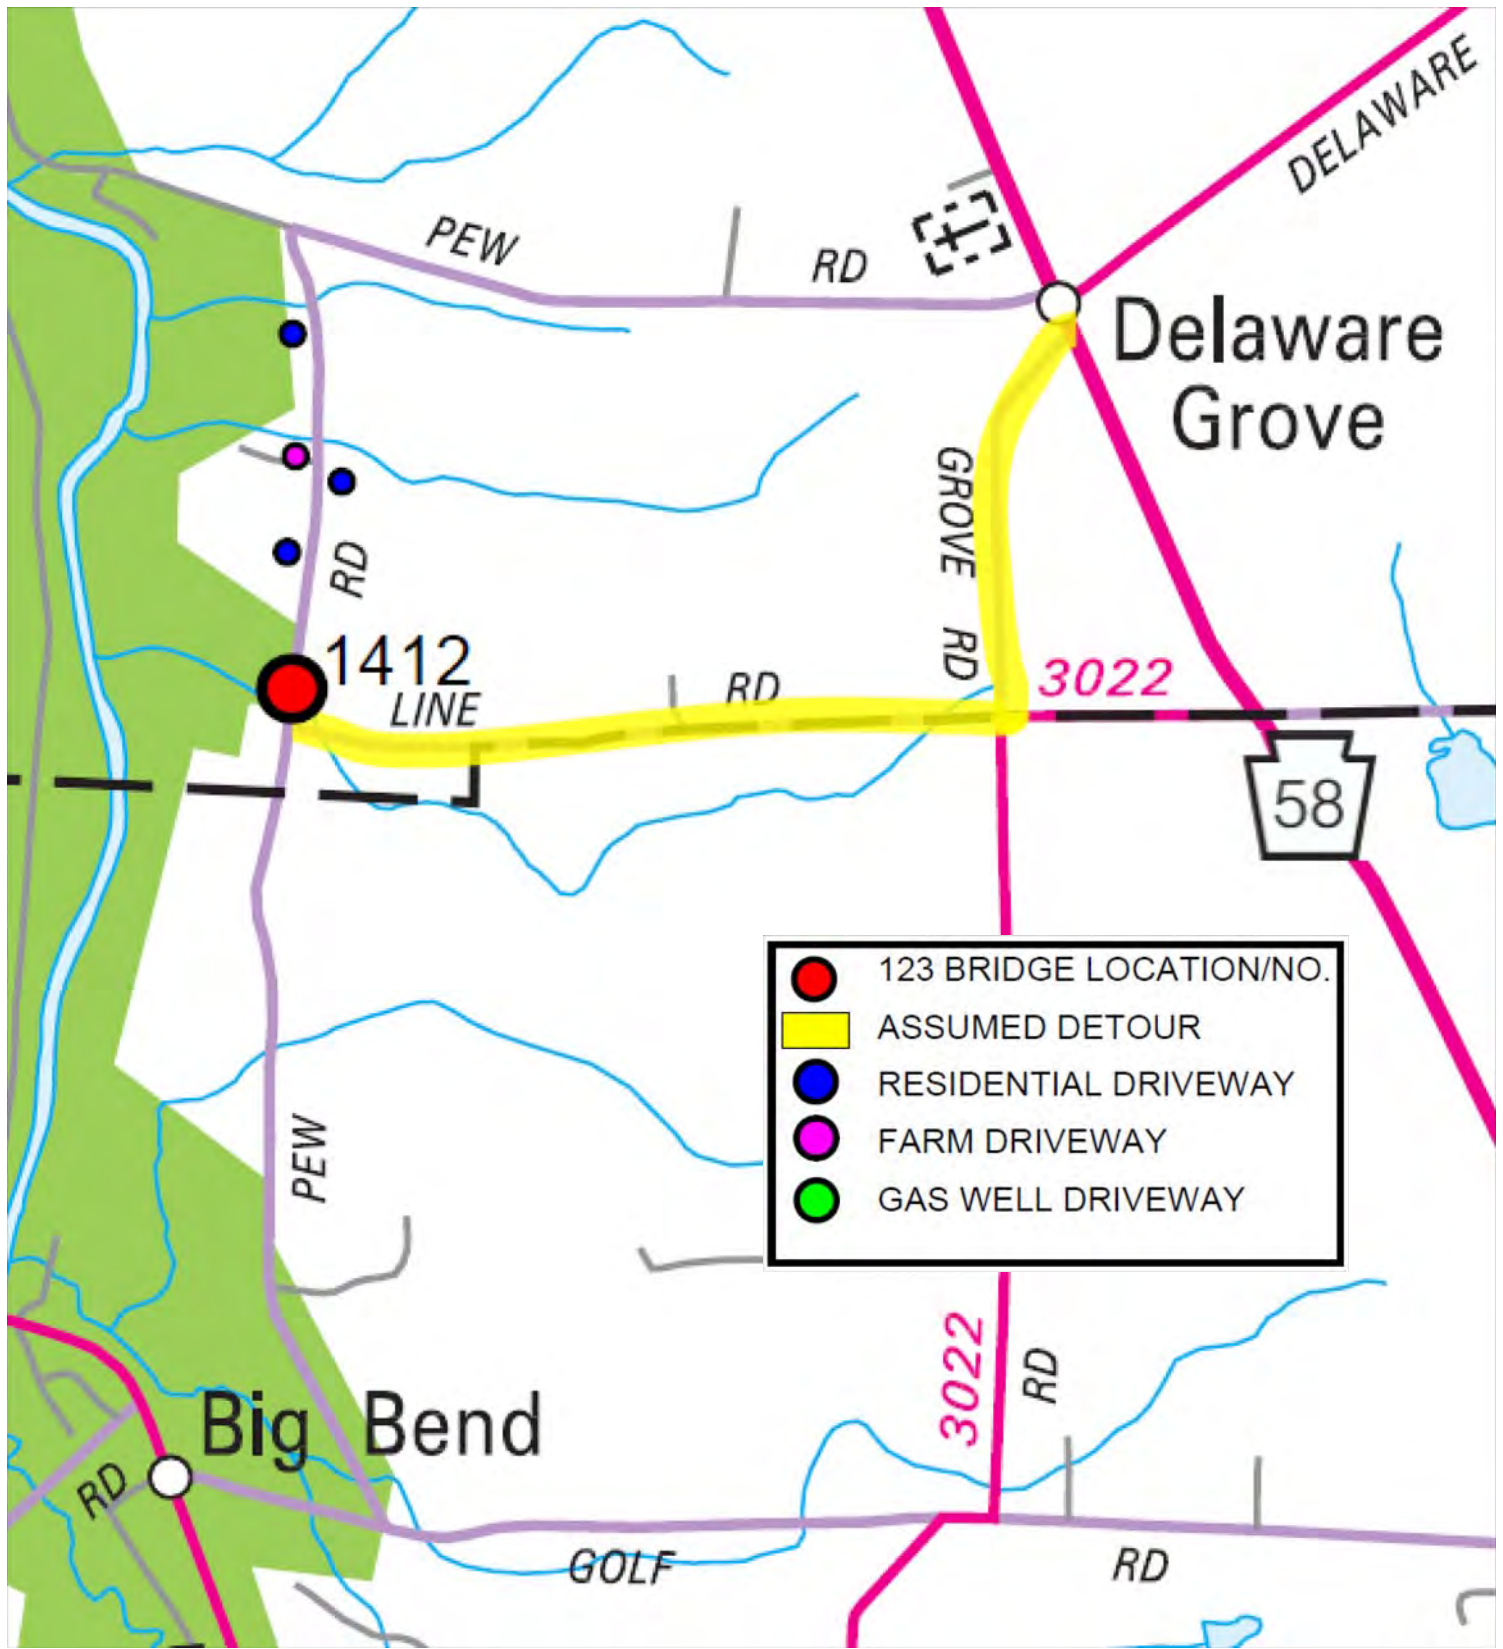 DELAWARE
PEW
RD
Delaware
Grove
GROVE
RD
RD
1412
LINE
RD
3022
58
123 BRIDGE LOCATION/NO.
ASSUMED DETOUR
RESIDENTIAL DRIVEWAY
FARM DRIVEWAY
GAS WELL DRIVEWAY
PEW
3022
RD
Big Bend
RD
GOLF
RD